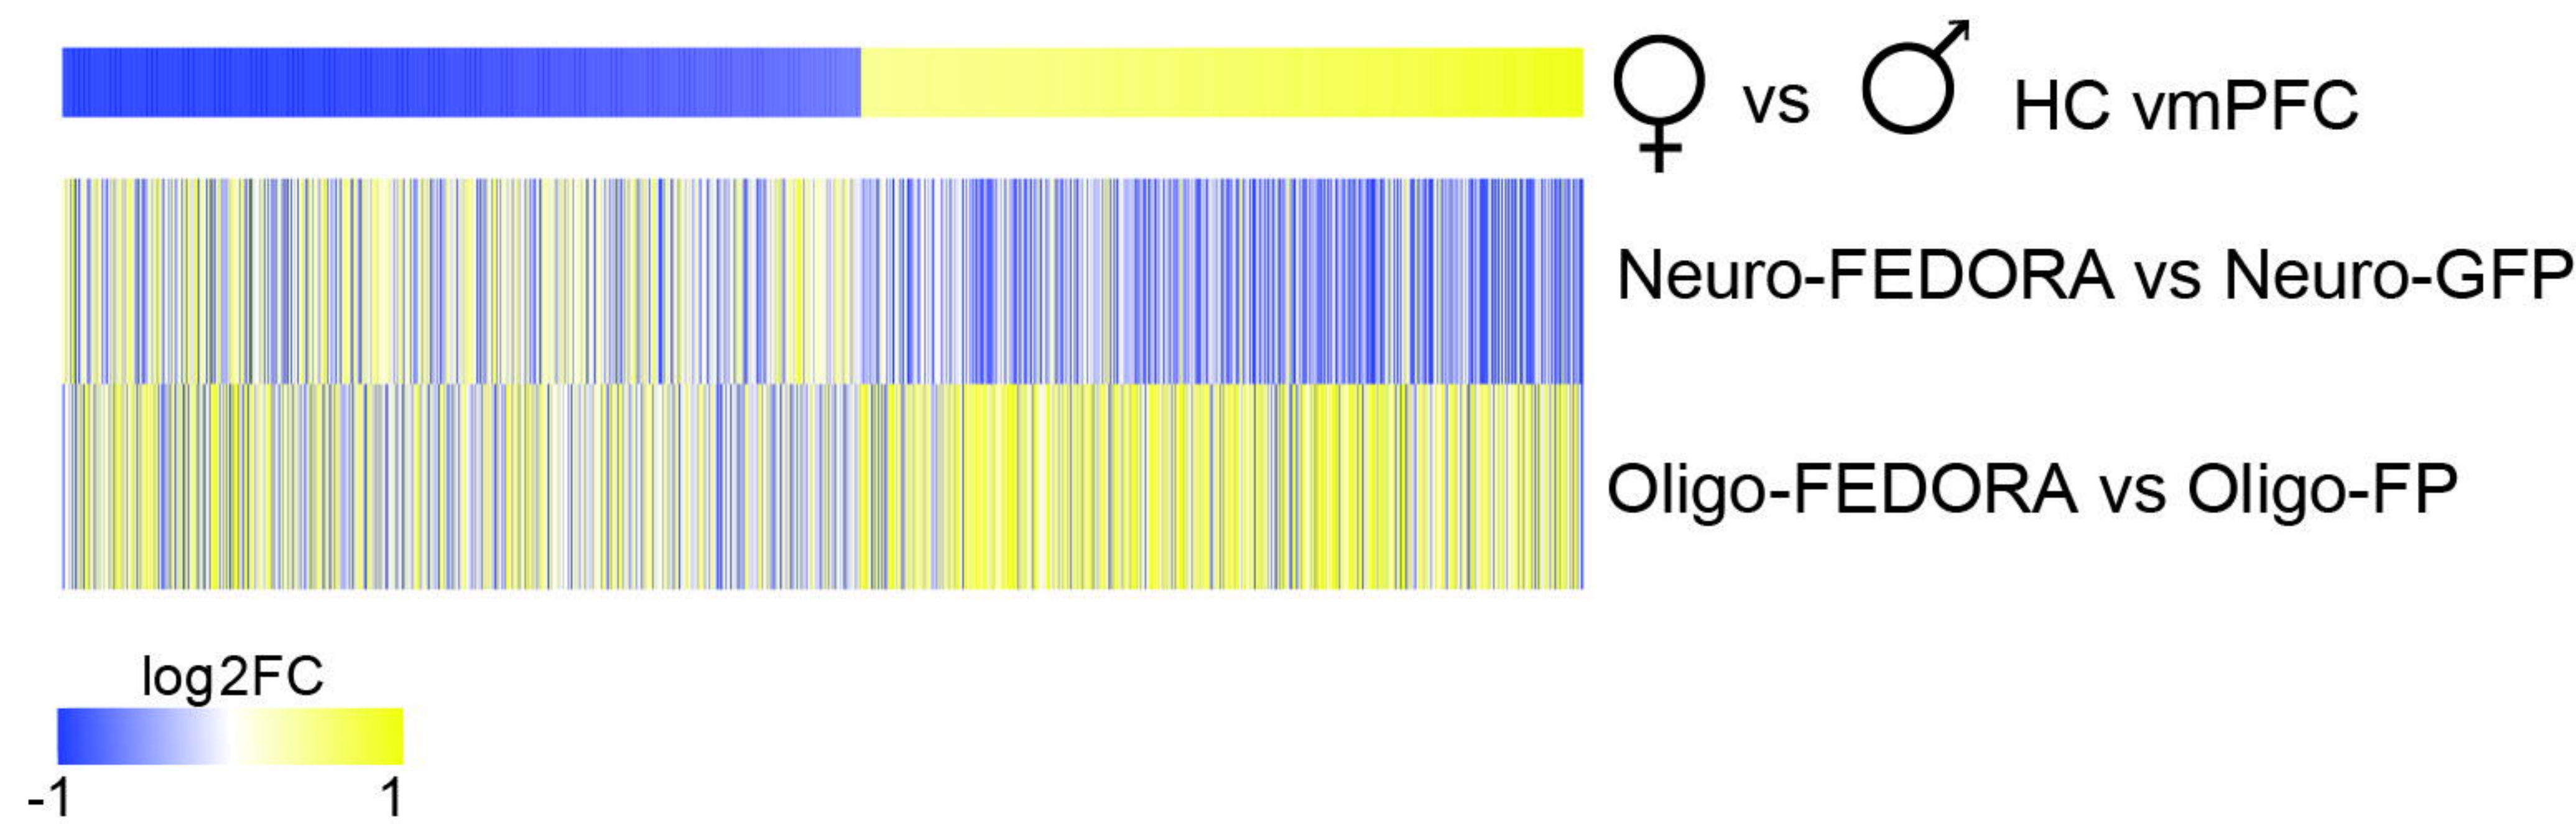 ♀ vs ♂ HC vmPFC
Neuro-FEDORA vs Neuro-GFP
Oligo-FEDORA vs Oligo-FP
log2FC
-1 1